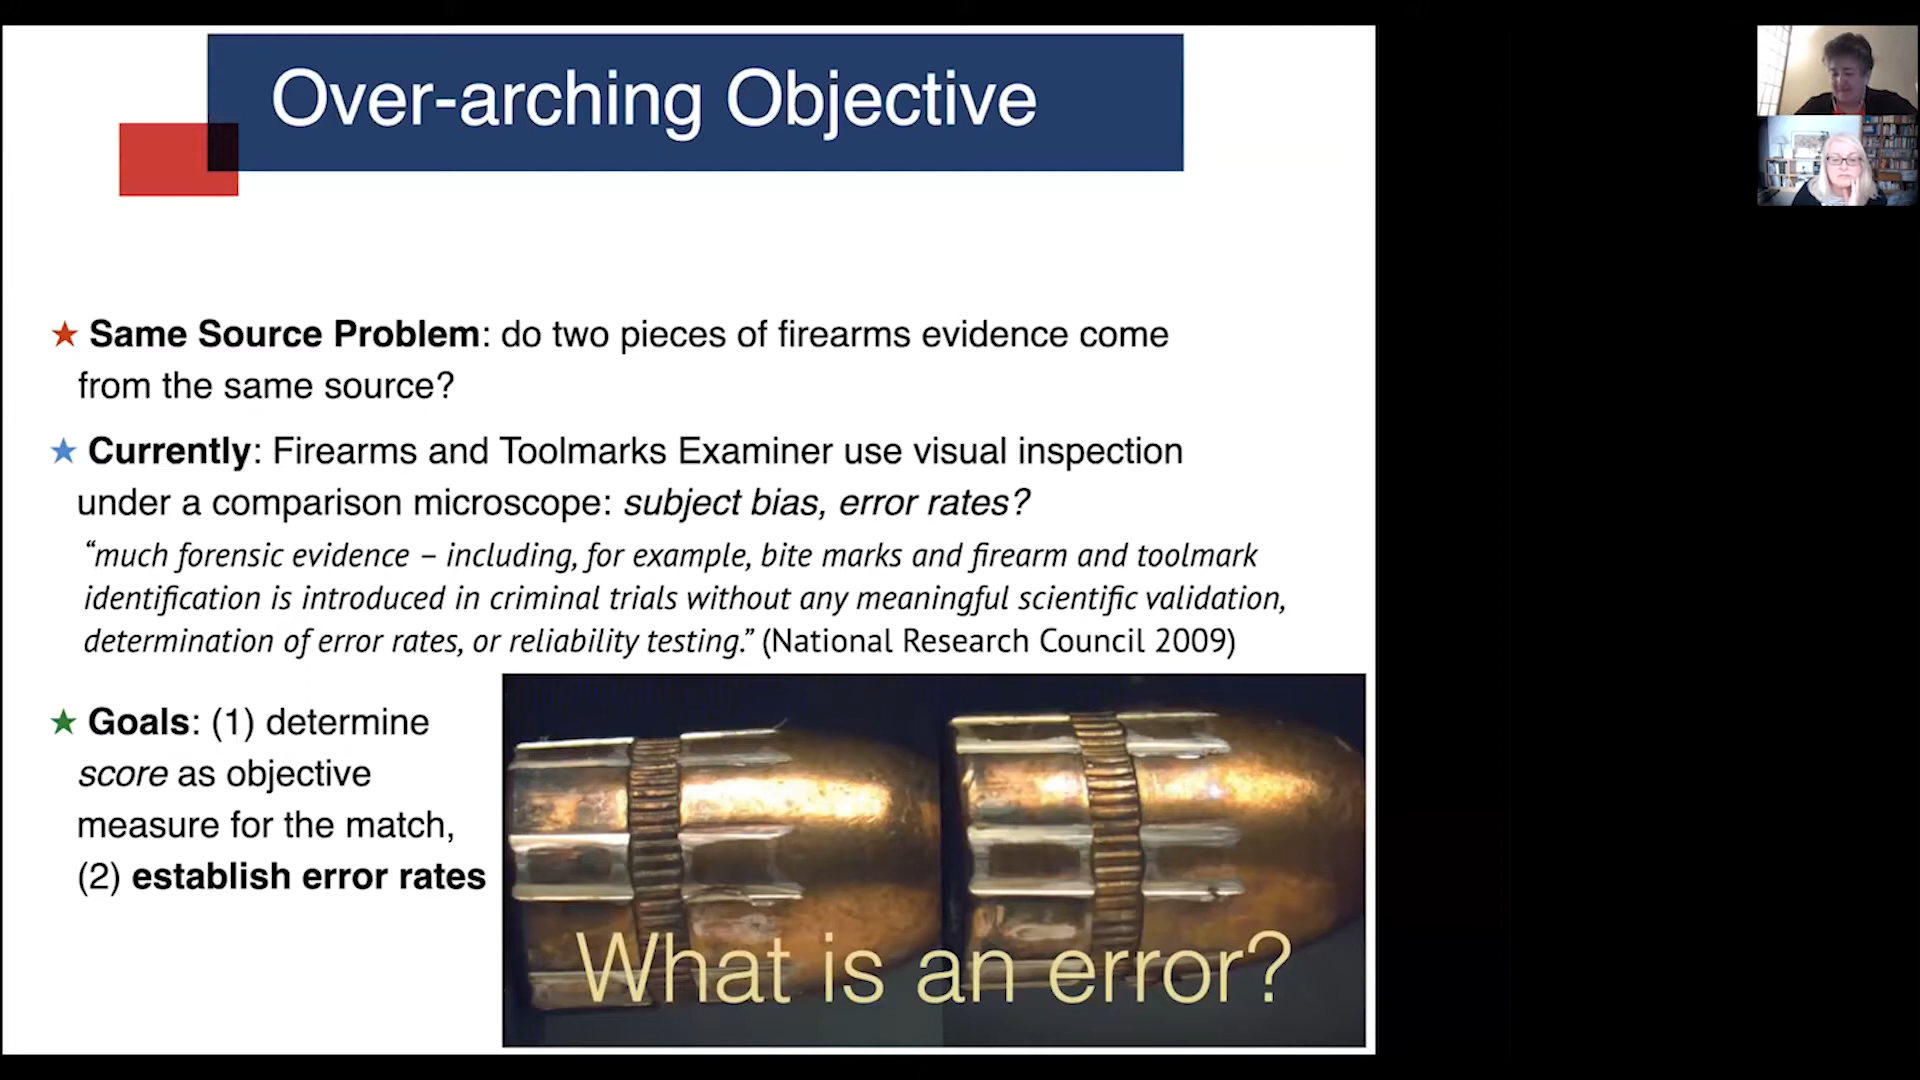 Over-arching Objective
★ Same Source Problem: do two pieces of firearms evidence come
from the same source?
★ Currently: Firearms and Toolmarks Examiner use visual inspection
under a comparison microscope: subject bias, error rates?
“much forensic evidence – including, for example, bite marks and firearm and toolmark
identification is introduced in criminal trials without any meaningful scientific validation,
determination of error rates, or reliability testing.” (National Research Council 2009)
★ Goals: (1) determine
score as objective
measure for the match,
(2) establish error rates
What is an error?